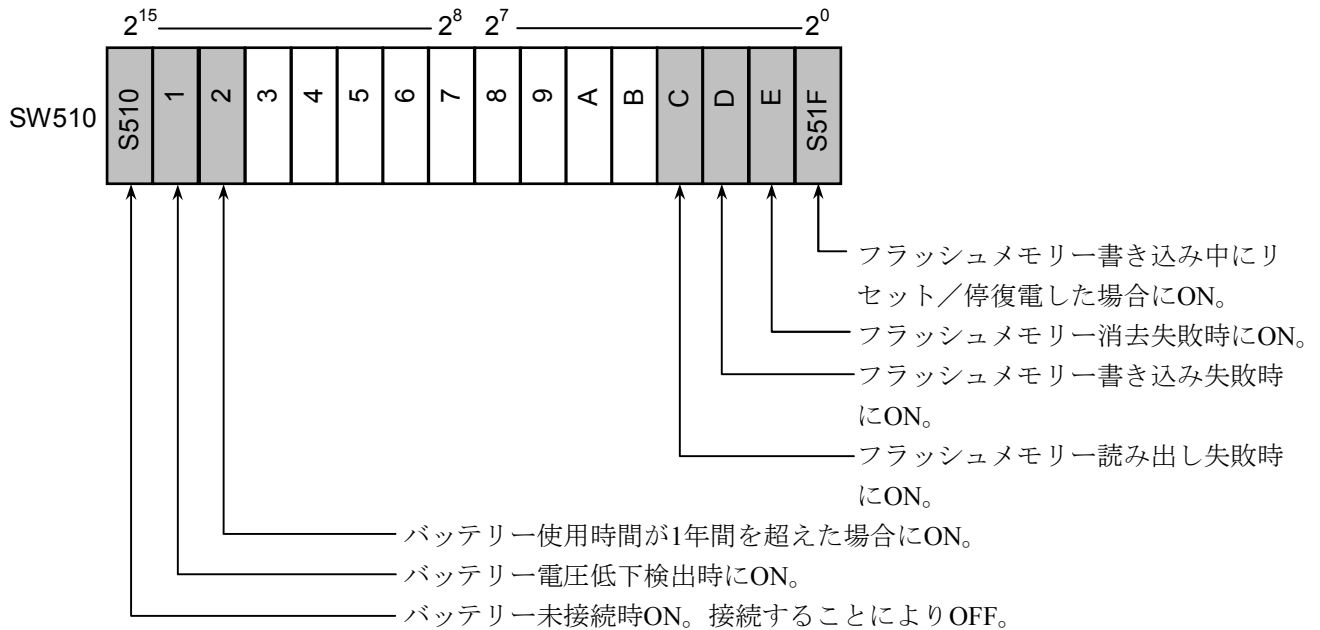 2¹⁵ 2⁸ 2⁷ 2⁰
SW510 S510 1 2 3 4 5 6 7 8 9 A B C D E S51F
フラッシュメモリー書き込み中にリ
セット／停復電した場合にON。
フラッシュメモリー消去失敗時にON。
フラッシュメモリー書き込み失敗時
にON。
フラッシュメモリー読み出し失敗時
にON。
バッテリー使用時間が1年間を超えた場合にON。
バッテリー電圧低下検出時にON。
バッテリー未接続時ON。接続することによりOFF。